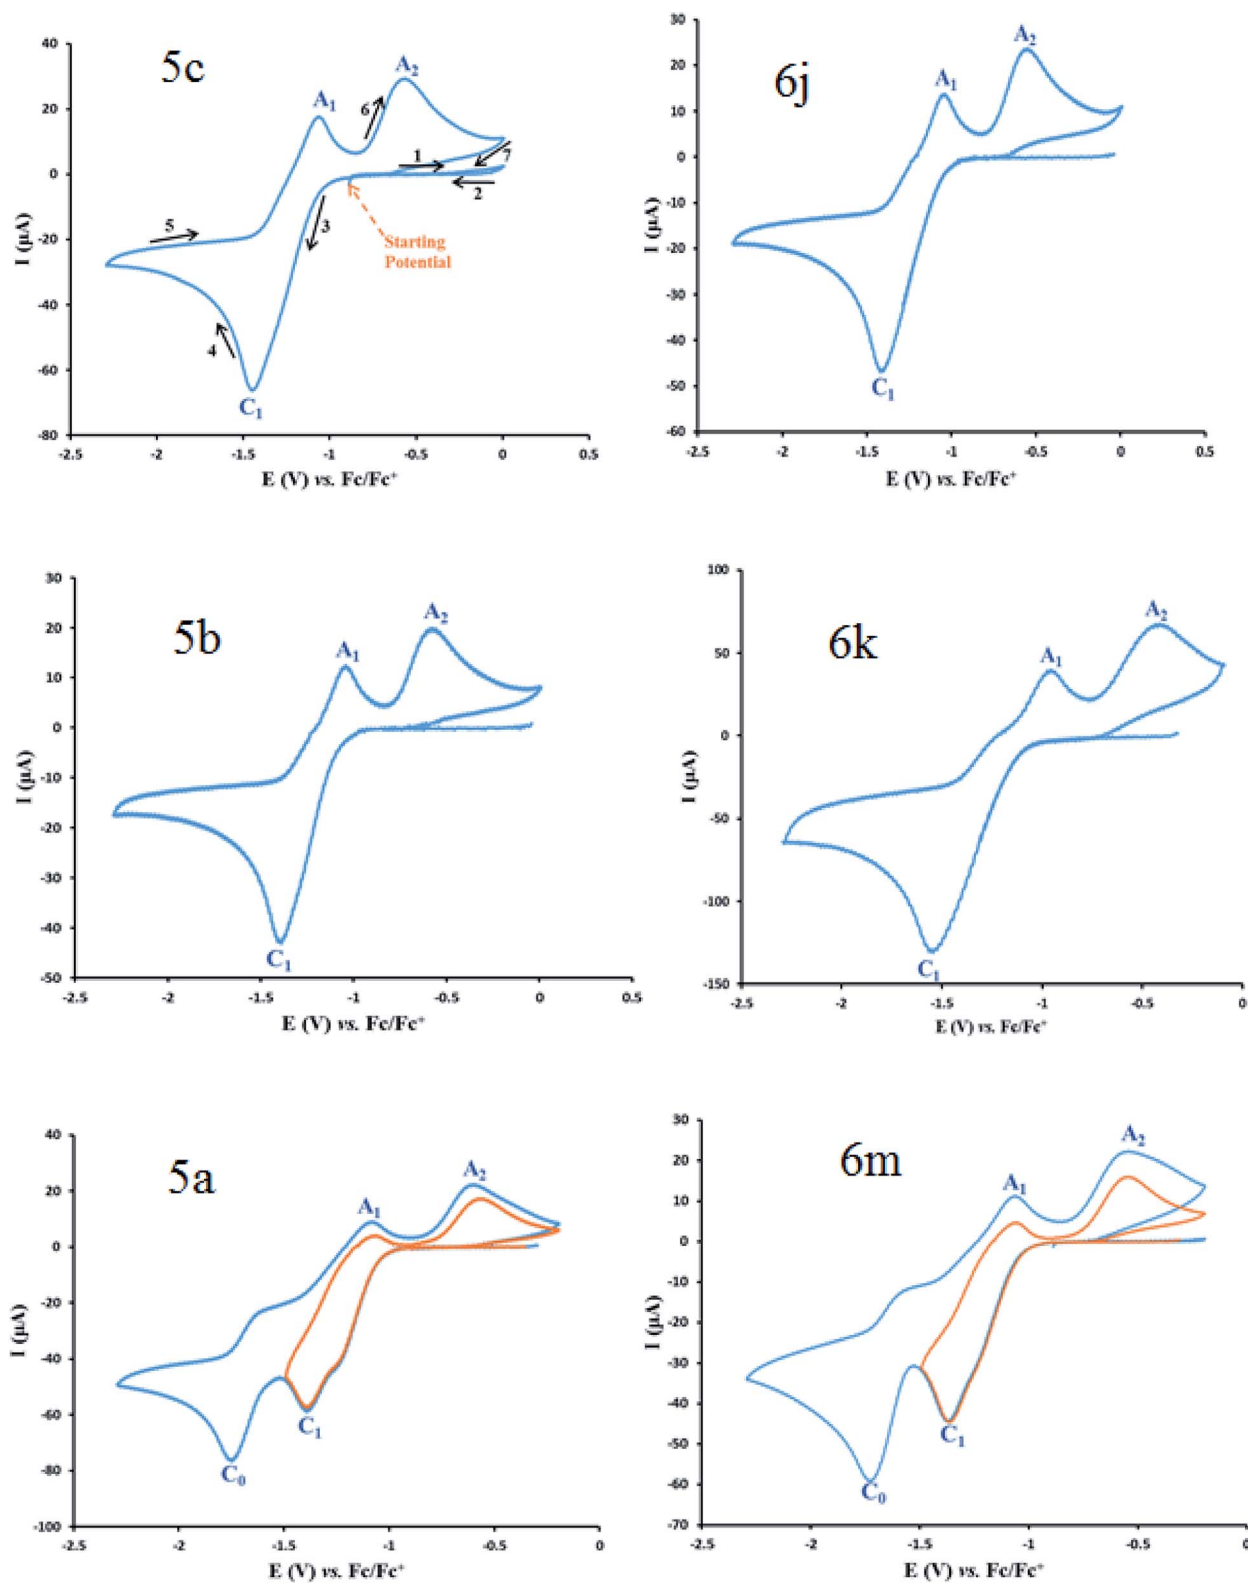 5c
A₁
A₂
6
1
7
2
3
5
4
Starting
Potential
C₁
40
20
0
-20
-40
-60
-80
-2.5
-2
-1.5
-1
-0.5
0
0.5
I (µA)
E (V) vs. Fc/Fc⁺
6j
A₁
A₂
C₁
30
20
10
0
-10
-20
-30
-40
-50
-60
-2.5
-2
-1.5
-1
-0.5
0
0.5
I (µA)
E (V) vs. Fc/Fc⁺
5b
A₁
A₂
C₁
30
20
10
0
-10
-20
-30
-40
-50
-2.5
-2
-1.5
-1
-0.5
0
0.5
I (µA)
E (V) vs. Fc/Fc⁺
6k
A₁
A₂
C₁
100
50
0
-50
-100
-150
-2.5
-2
-1.5
-1
-0.5
0
I (µA)
E (V) vs. Fc/Fc⁺
5a
A₁
A₂
C₁
C₀
40
20
0
-20
-40
-60
-80
-100
-2.5
-2
-1.5
-1
-0.5
0
I (µA)
E (V) vs. Fc/Fc⁺
6m
A₁
A₂
C₁
C₀
30
20
10
0
-10
-20
-30
-40
-50
-60
-70
-2.5
-2
-1.5
-1
-0.5
0
I (µA)
E (V) vs. Fc/Fc⁺